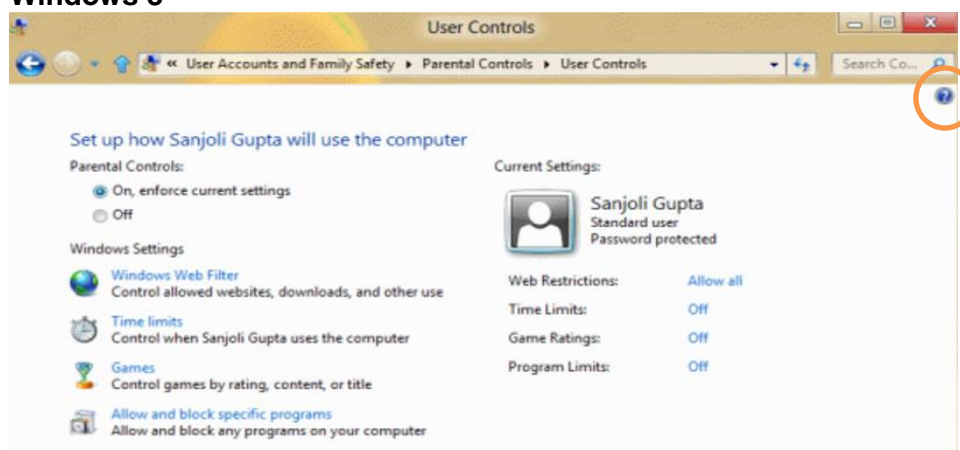 User Controls
« User Accounts and Family Safety ▸ Parental Controls ▸ User Controls
Search Co...
Set up how Sanjoli Gupta will use the computer
Parental Controls:
On, enforce current settings
Off
Windows Settings
Windows Web Filter
Control allowed websites, downloads, and other use
Time limits
Control when Sanjoli Gupta uses the computer
Games
Control games by rating, content, or title
Allow and block specific programs
Allow and block any programs on your computer
Current Settings:
Sanjoli Gupta
Standard user
Password protected
Web Restrictions: Allow all
Time Limits: Off
Game Ratings: Off
Program Limits: Off